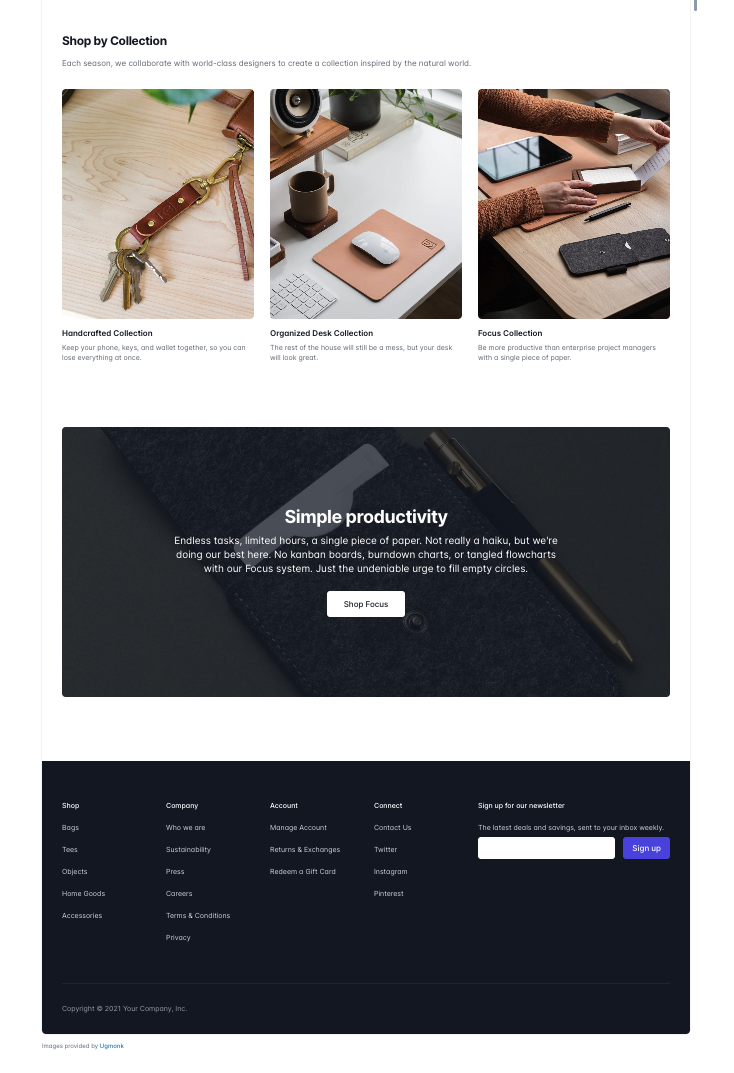 Shop by Collection
Each season, we collaborate with world-class designers to create a collection inspired by the natural world.
Handcrafted Collection
Keep your phone, keys, and wallet together, so you can
lose everything at once.
Organized Desk Collection
The rest of the house will still be a mess, but your desk
will look great.
Focus Collection
Be more productive than enterprise project managers
with a single piece of paper.
Simple productivity
Endless tasks, limited hours, a single piece of paper. Not really a haiku, but we're
doing our best here. No kanban boards, burndown charts, or tangled flowcharts
with our Focus system. Just the undeniable urge to fill empty circles.
Shop Focus
Shop
Bags
Tees
Objects
Home Goods
Accessories
Company
Who we are
Sustainability
Press
Careers
Terms & Conditions
Privacy
Account
Manage Account
Returns & Exchanges
Redeem a Gift Card
Connect
Contact Us
Twitter
Instagram
Pinterest
Sign up for our newsletter
The latest deals and savings, sent to your inbox weekly.
Sign up
Copyright © 2021 Your Company, Inc.
Images provided by Ugmonk